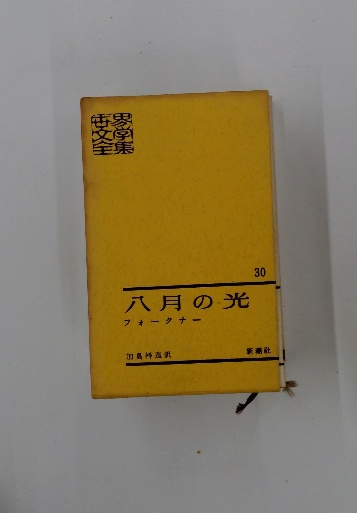 世界
文学
全集
30
八月の光
フォークナー
加島祥造訳
新潮社